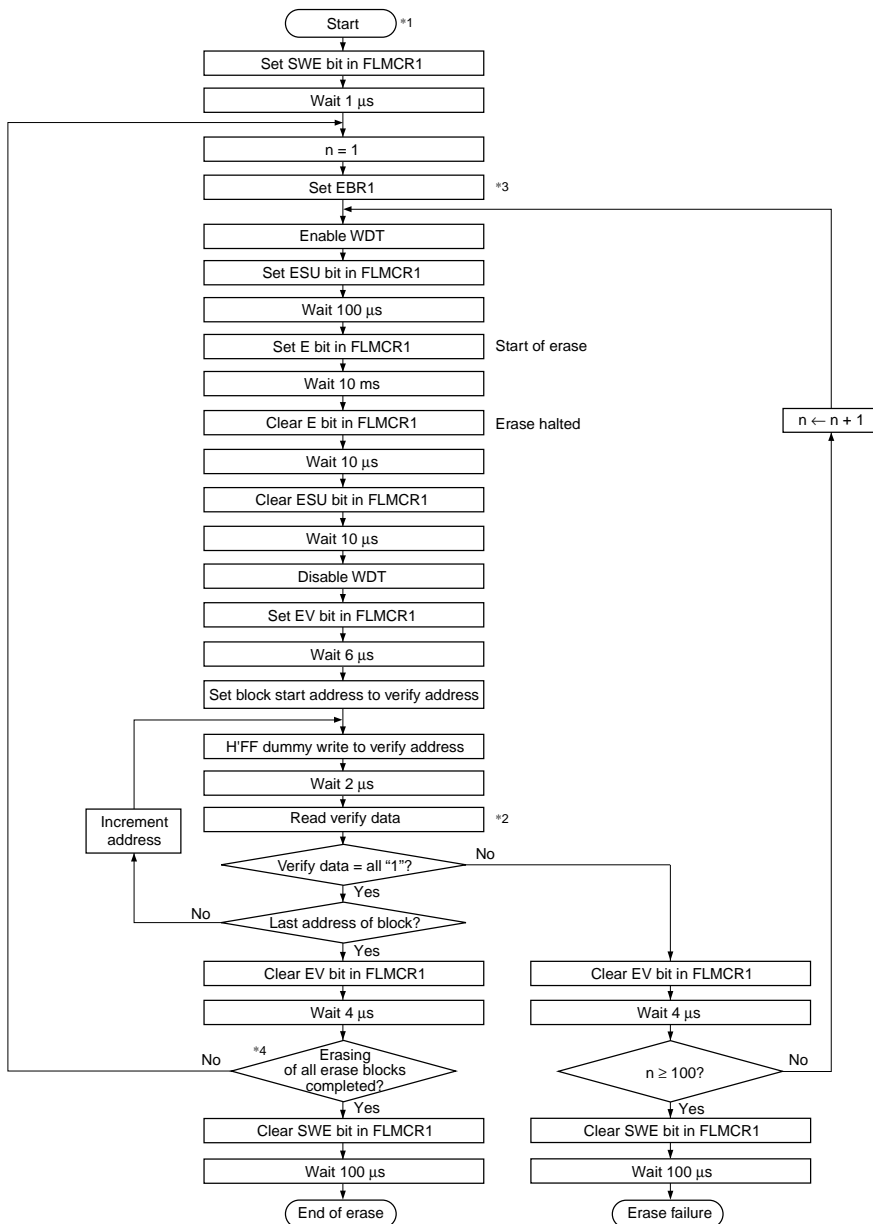 Start *1
Set SWE bit in FLMCR1
Wait 1 μs
n = 1
Set EBR1 *3
Enable WDT
Set ESU bit in FLMCR1
Wait 100 μs
Set E bit in FLMCR1 Start of erase
Wait 10 ms
Clear E bit in FLMCR1 Erase halted
n ← n + 1
Wait 10 μs
Clear ESU bit in FLMCR1
Wait 10 μs
Disable WDT
Set EV bit in FLMCR1
Wait 6 μs
Set block start address to verify address
H'FF dummy write to verify address
Wait 2 μs
Increment
address
Read verify data *2
Verify data = all “1”?
No
Yes
No
Last address of block?
Yes
Clear EV bit in FLMCR1
Clear EV bit in FLMCR1
Wait 4 μs
Wait 4 μs
No
*4
Erasing
of all erase blocks
completed?
n ≥ 100?
No
Yes
Yes
Clear SWE bit in FLMCR1
Clear SWE bit in FLMCR1
Wait 100 μs
Wait 100 μs
End of erase
Erase failure